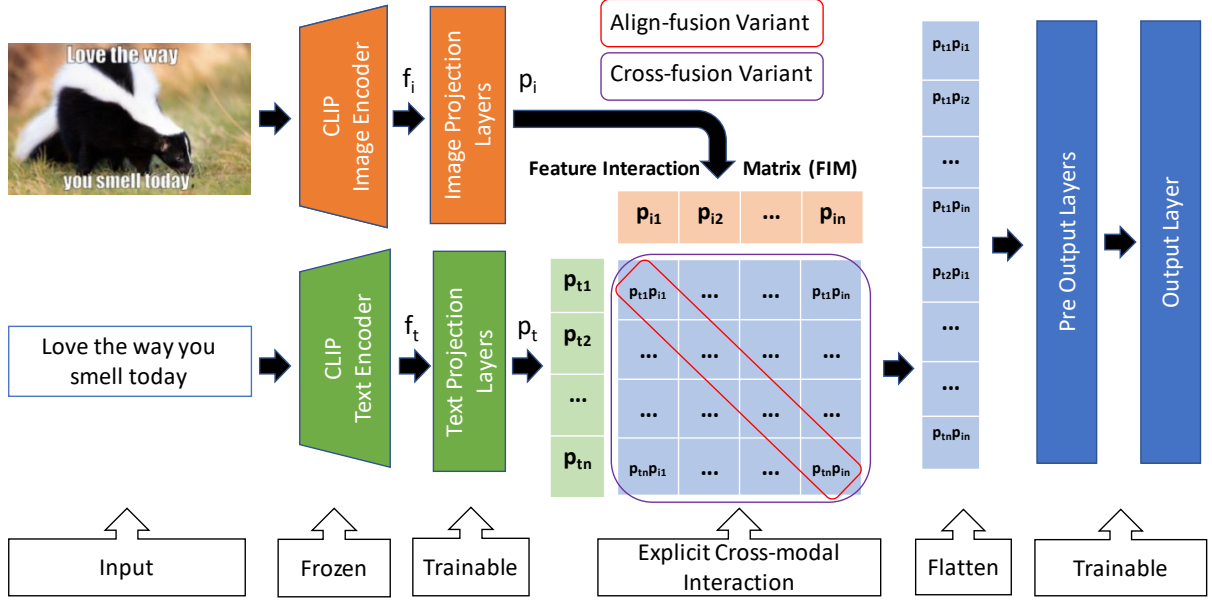 Love the way
you smell today
CLIP
Image Encoder
f_i
Image Projection
Layers
p_i
Align-fusion Variant
Cross-fusion Variant
Feature Interaction Matrix (FIM)
p_i1 p_i2 ... p_in
Love the way you
smell today
CLIP
Text Encoder
f_t
Text Projection
Layers
p_t
p_t1
p_t2
...
p_tn
p_t1p_i1 ... ... p_t1p_in
... ... ... ...
... ... ... ...
p_tnp_i1 ... ... p_tnp_in
p_t1p_i1
p_t1p_i2
...
p_t1p_in
p_t2p_i1
...
...
p_tnp_in
Pre Output Layers
Output Layer
Input
Frozen
Trainable
Explicit Cross-modal
Interaction
Flatten
Trainable